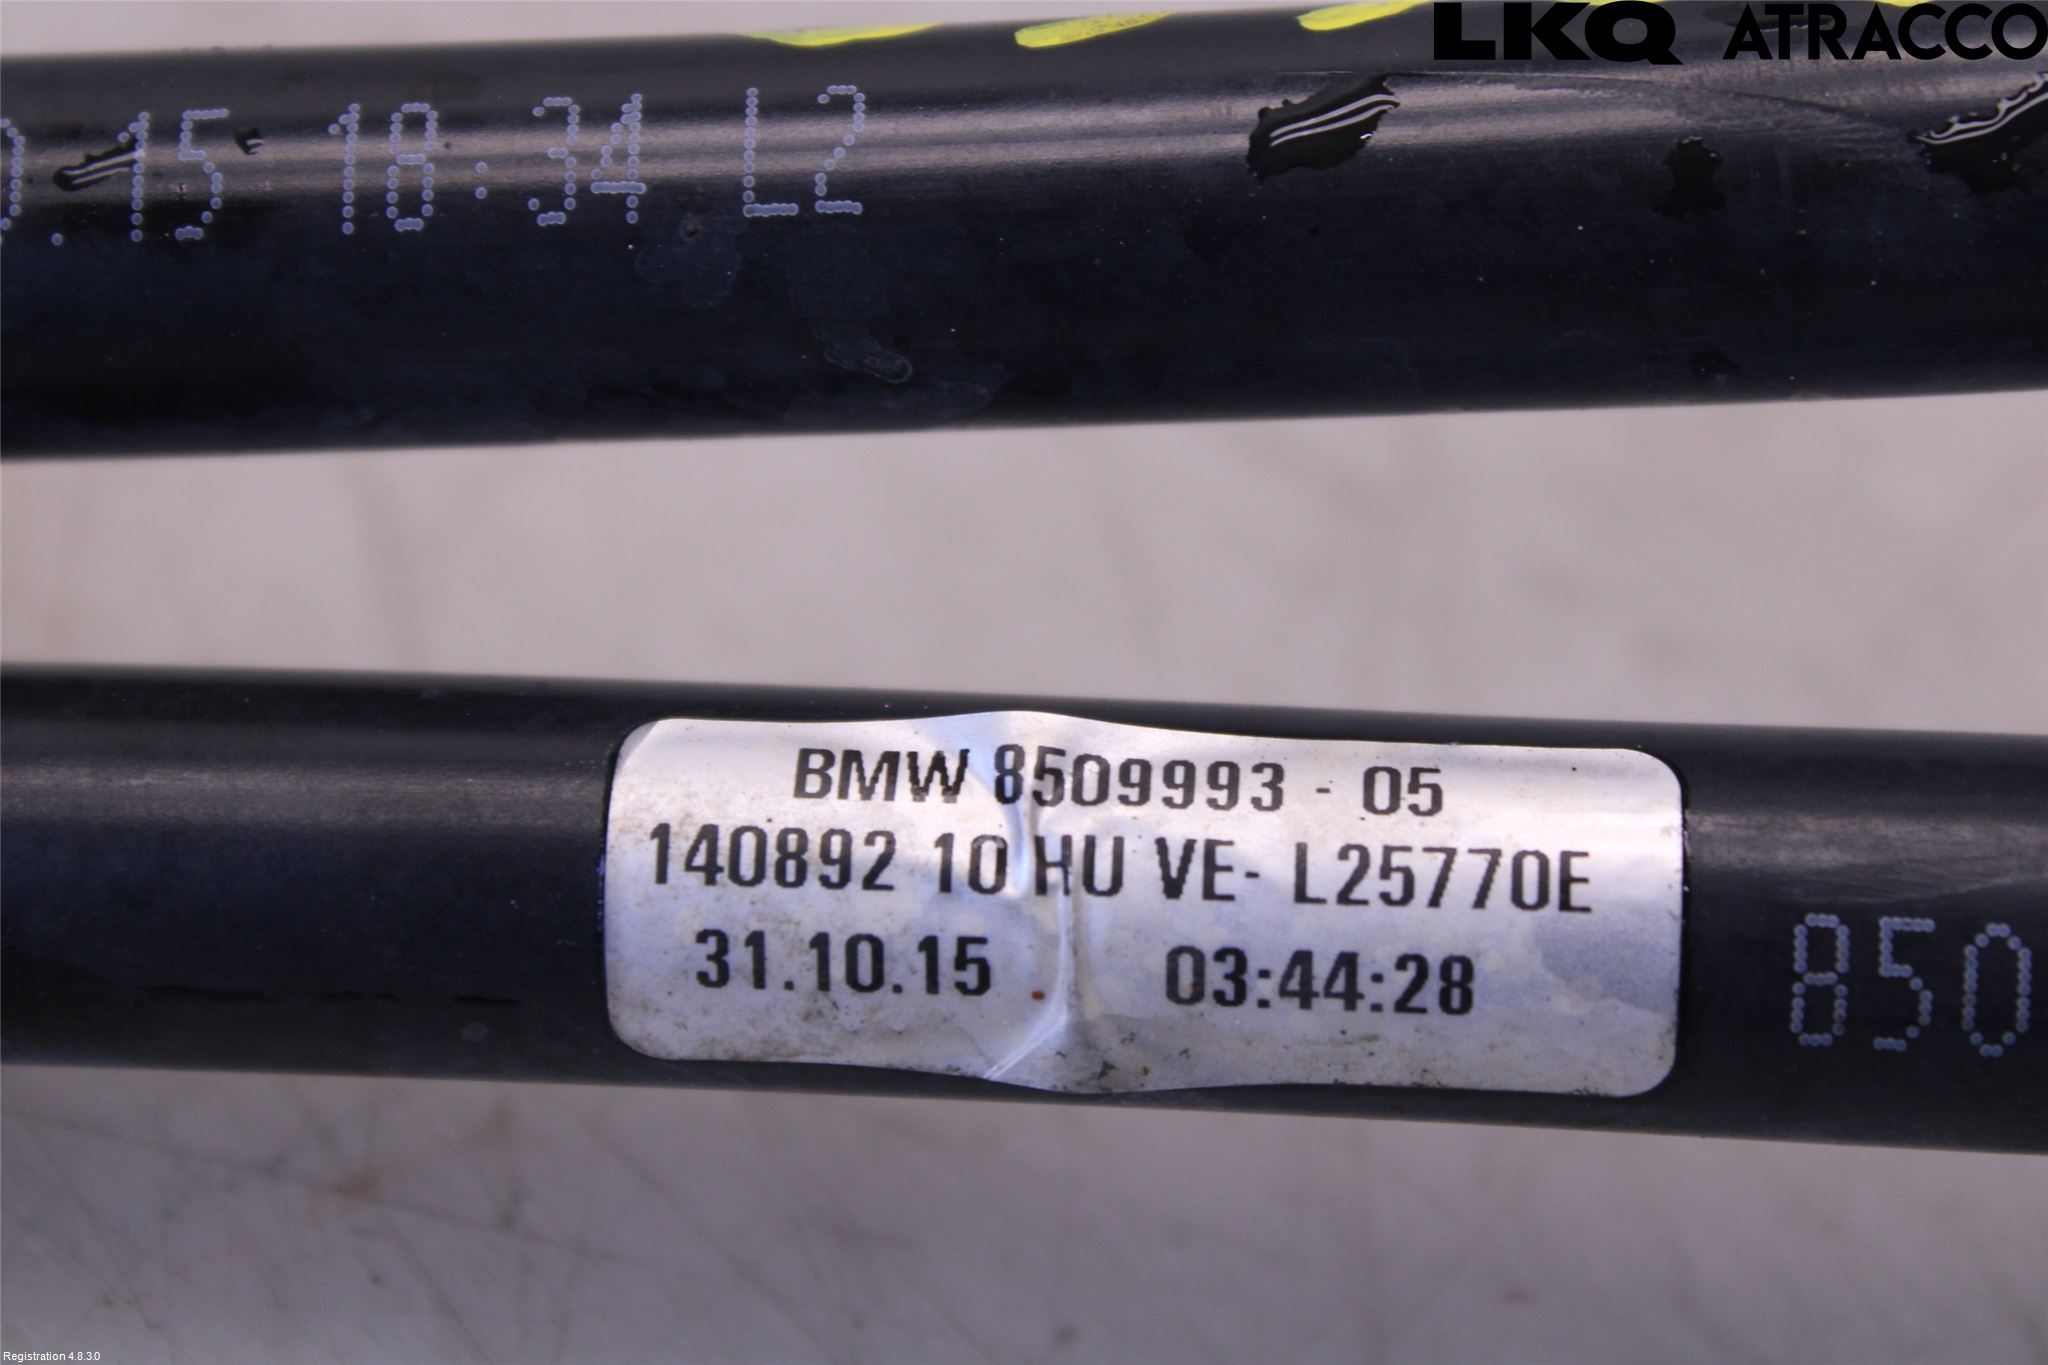 LKQ ATRACCO
.15 18:34 L2
BMW 8509993 - 05
140892 10 HU VE- L25770E
31.10.15 03:44:28
850
Registration 4.8.3.0